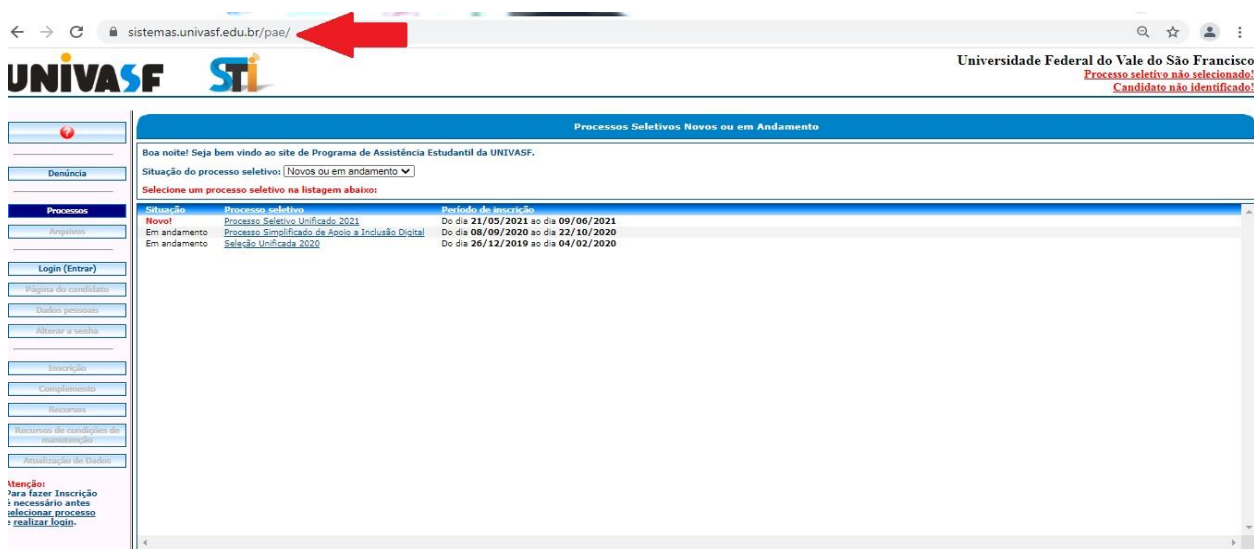 sistemas.univasf.edu.br/pae/
UNIVASF STI
Universidade Federal do Vale do São Francisco
Processo seletivo não selecionado!
Candidato não identificado!
?
Denúncia
Processos
Arquivos
Login (Entrar)
Página do candidato
Dados pessoais
Alterar a senha
Inscrição
Complemento
Recursos
Recursos de condições de
manutenção
Atualização de Dados
Atenção:
Para fazer Inscrição
é necessário antes
selecionar processo
e realizar login.
Processos Seletivos Novos ou em Andamento
Boa noite! Seja bem vindo ao site de Programa de Assistência Estudantil da UNIVASF.
Situação do processo seletivo: Novos ou em andamento
Selecione um processo seletivo na listagem abaixo:
Situação Processo seletivo Período de inscrição
Novo! Processo Seletivo Unificado 2021 Do dia 21/05/2021 ao dia 09/06/2021
Em andamento Processo Simplificado de Apoio a Inclusão Digital Do dia 08/09/2020 ao dia 22/10/2020
Em andamento Seleção Unificada 2020 Do dia 26/12/2019 ao dia 04/02/2020